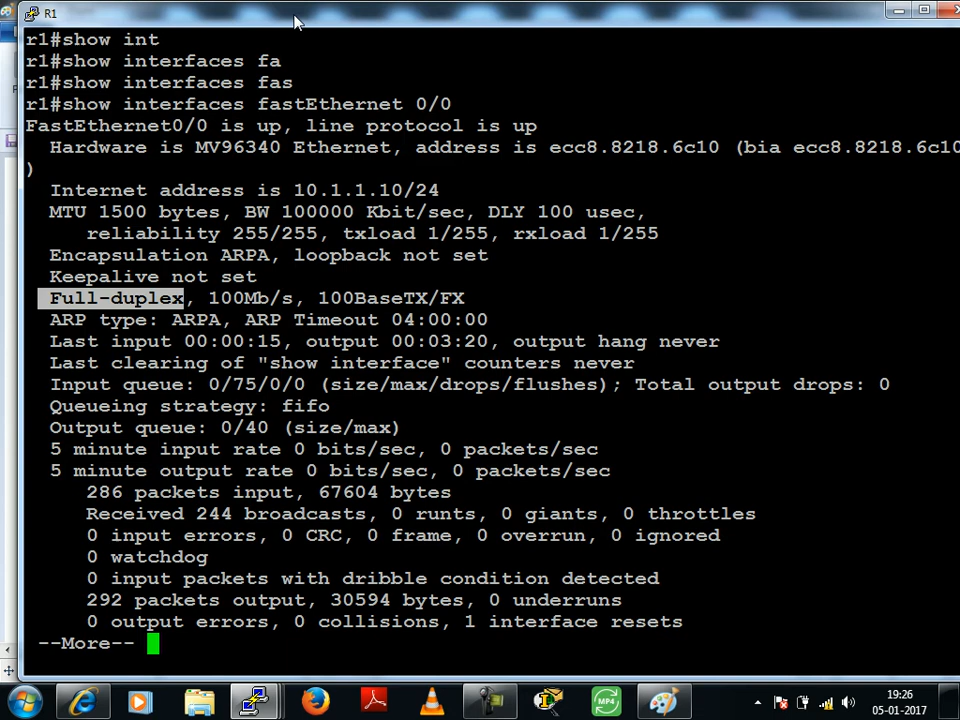 R1
r1#show int
r1#show interfaces fa
r1#show interfaces fas
r1#show interfaces fastEthernet 0/0
FastEthernet0/0 is up, line protocol is up
Hardware is MV96340 Ethernet, address is ecc8.8218.6c10 (bia ecc8.8218.6c10
)
Internet address is 10.1.1.10/24
MTU 1500 bytes, BW 100000 Kbit/sec, DLY 100 usec,
reliability 255/255, txload 1/255, rxload 1/255
Encapsulation ARPA, loopback not set
Keepalive not set
Full-duplex, 100Mb/s, 100BaseTX/FX
ARP type: ARPA, ARP Timeout 04:00:00
Last input 00:00:15, output 00:03:20, output hang never
Last clearing of "show interface" counters never
Input queue: 0/75/0/0 (size/max/drops/flushes); Total output drops: 0
Queueing strategy: fifo
Output queue: 0/40 (size/max)
5 minute input rate 0 bits/sec, 0 packets/sec
5 minute output rate 0 bits/sec, 0 packets/sec
286 packets input, 67604 bytes
Received 244 broadcasts, 0 runts, 0 giants, 0 throttles
0 input errors, 0 CRC, 0 frame, 0 overrun, 0 ignored
0 watchdog
0 input packets with dribble condition detected
292 packets output, 30594 bytes, 0 underruns
0 output errors, 0 collisions, 1 interface resets
--More--
MP4
19:26
05-01-2017